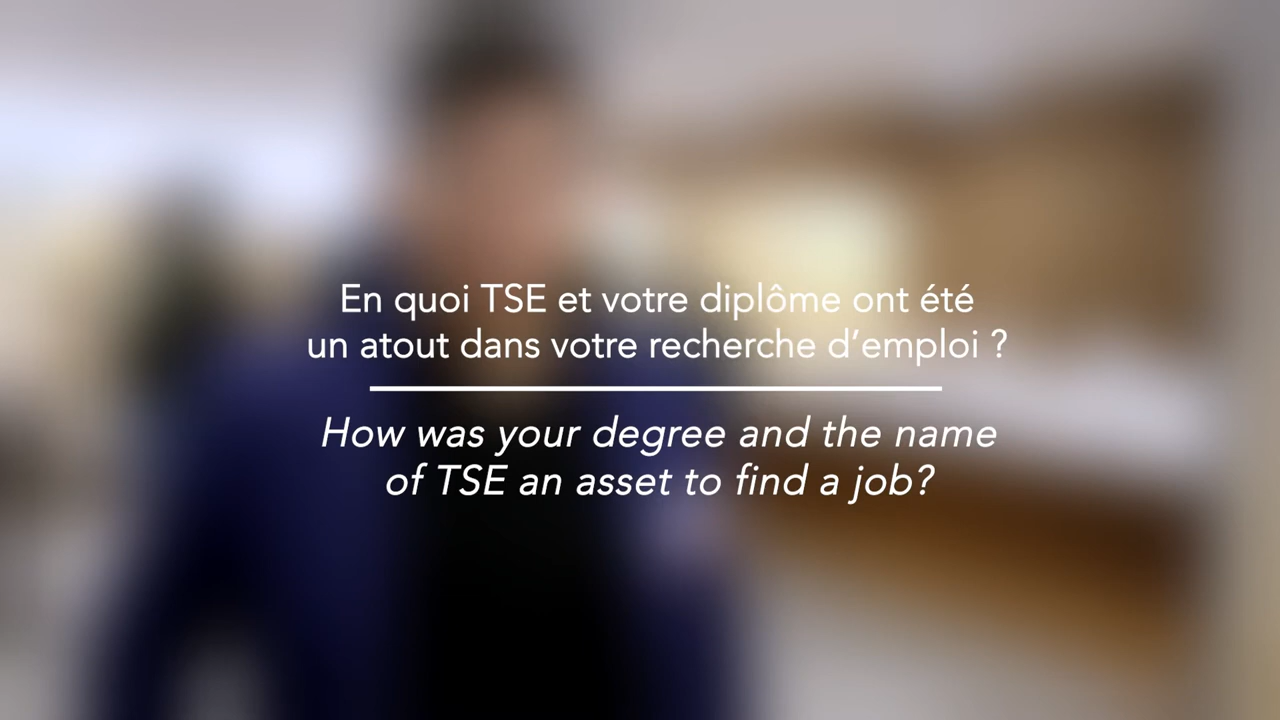 En quoi TSE et votre diplôme ont été
un atout dans votre recherche d’emploi ?
How was your degree and the name
of TSE an asset to find a job?